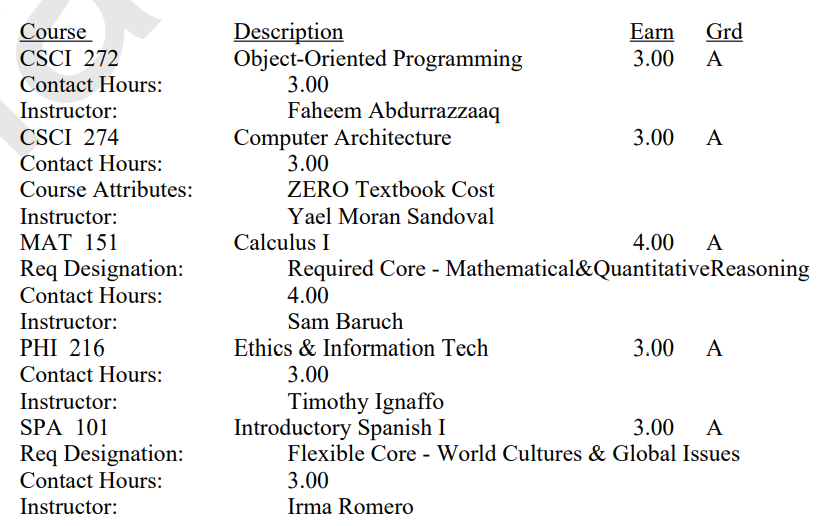 Course Description Earn Grd
CSCI 272 Object-Oriented Programming 3.00 A
Contact Hours: 3.00
Instructor: Faheem Abdurrazzaaq
CSCI 274 Computer Architecture 3.00 A
Contact Hours: 3.00
Course Attributes: ZERO Textbook Cost
Instructor: Yael Moran Sandoval
MAT 151 Calculus I 4.00 A
Req Designation: Required Core - Mathematical&QuantitativeReasoning
Contact Hours: 4.00
Instructor: Sam Baruch
PHI 216 Ethics & Information Tech 3.00 A
Contact Hours: 3.00
Instructor: Timothy Ignaffo
SPA 101 Introductory Spanish I 3.00 A
Req Designation: Flexible Core - World Cultures & Global Issues
Contact Hours: 3.00
Instructor: Irma Romero